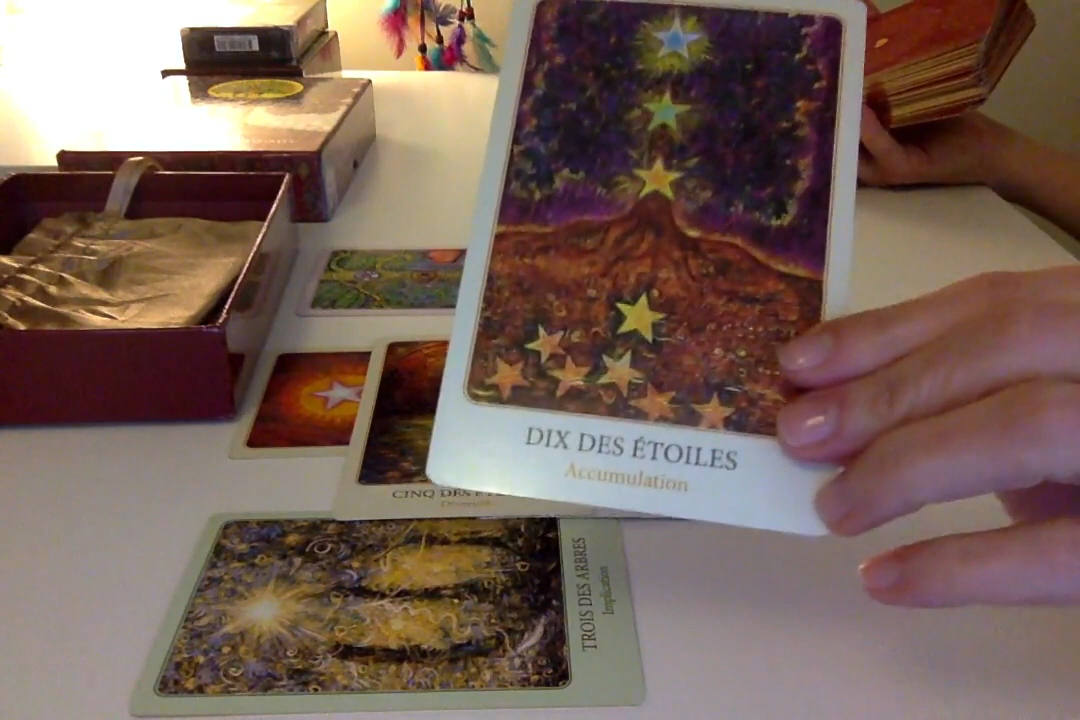 DIX DES ÉTOILES
Accumulation
CINQ DES
TROIS DES ARBRES
Implication